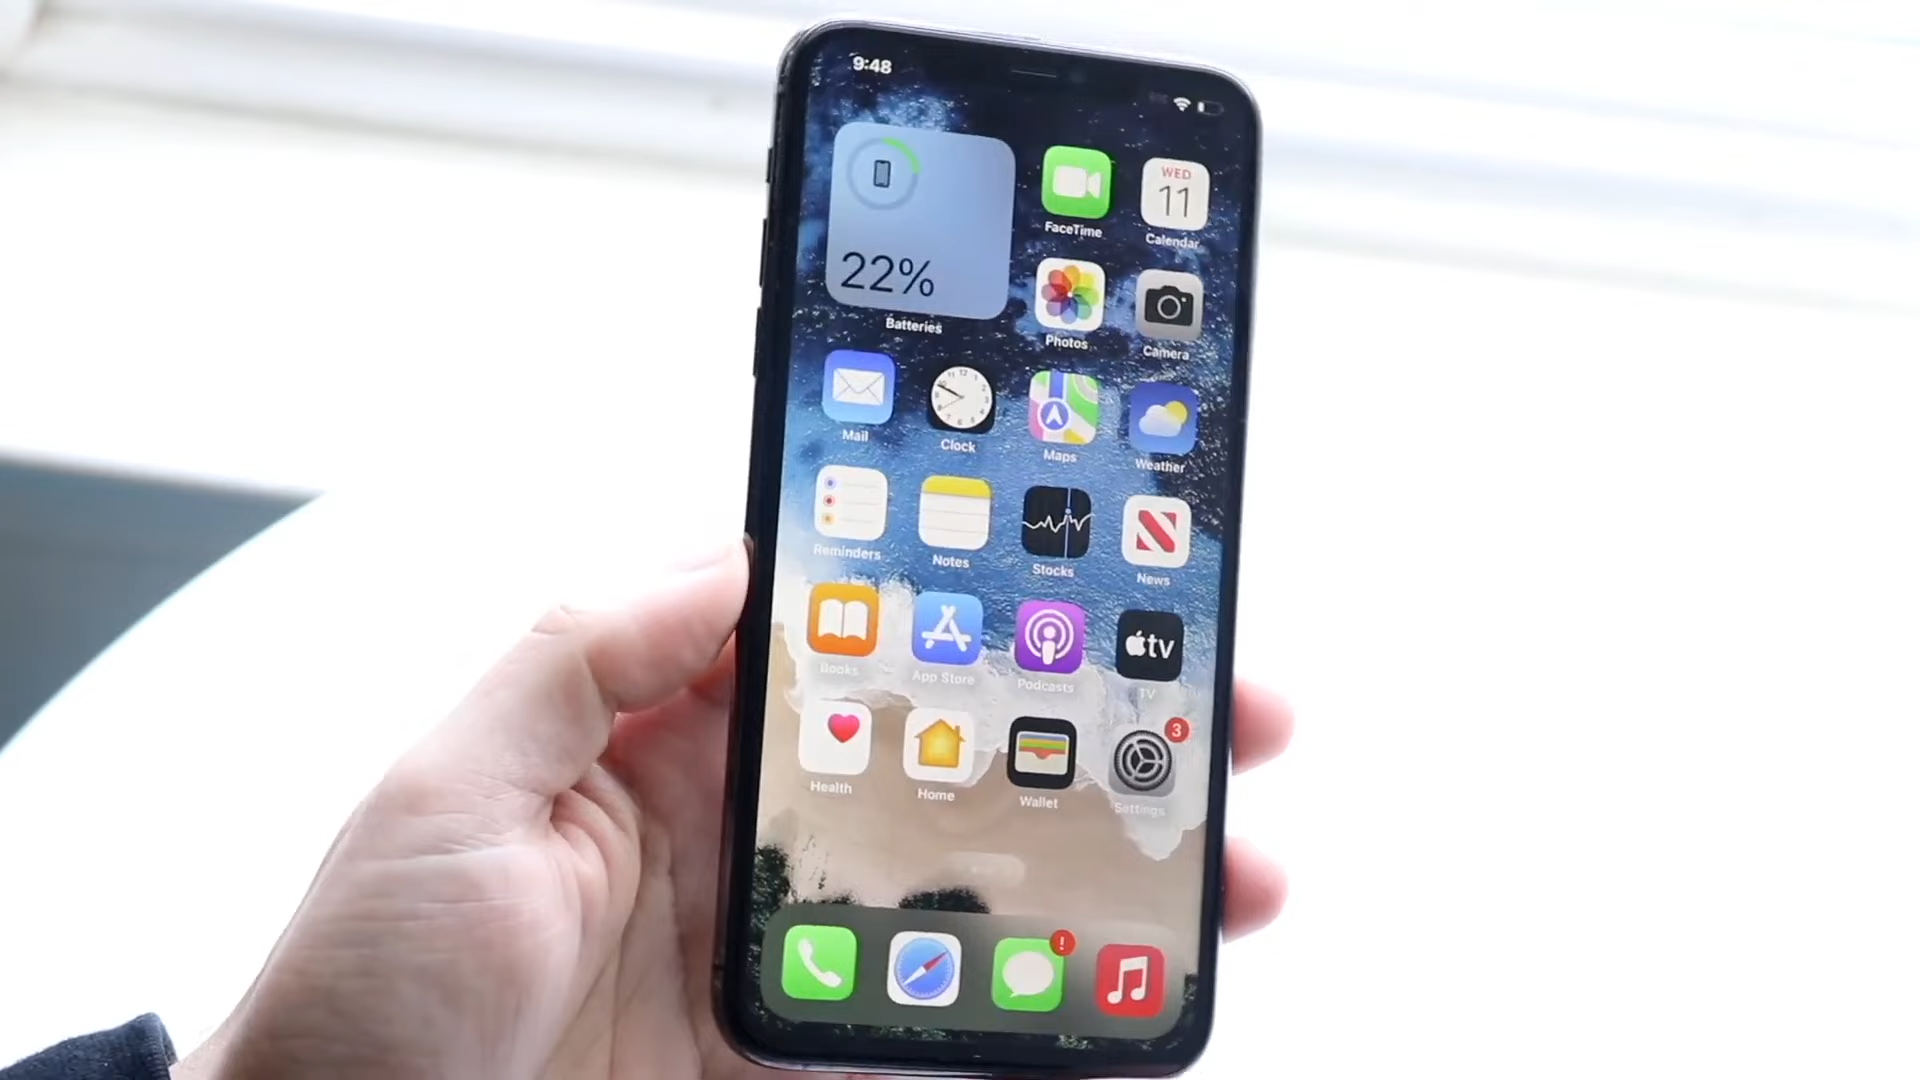 9:48
22%
Batteries
FaceTime
WED
11
Calendar
Photos
Camera
Mail
Clock
Maps
Weather
Reminders
Notes
Stocks
News
Books
App Store
Podcasts
tv
TV
Health
Home
Wallet
3
Settings
!